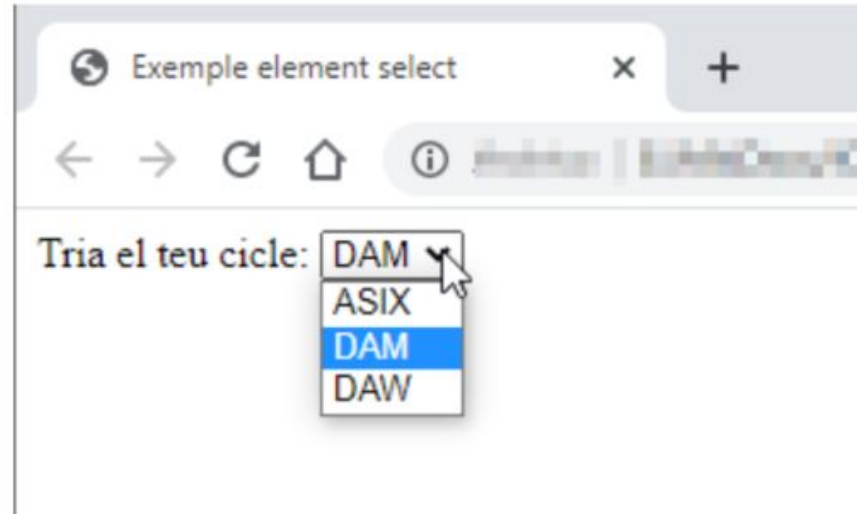 Exemple element select
Tria el teu cicle: DAM
ASIX
DAM
DAW